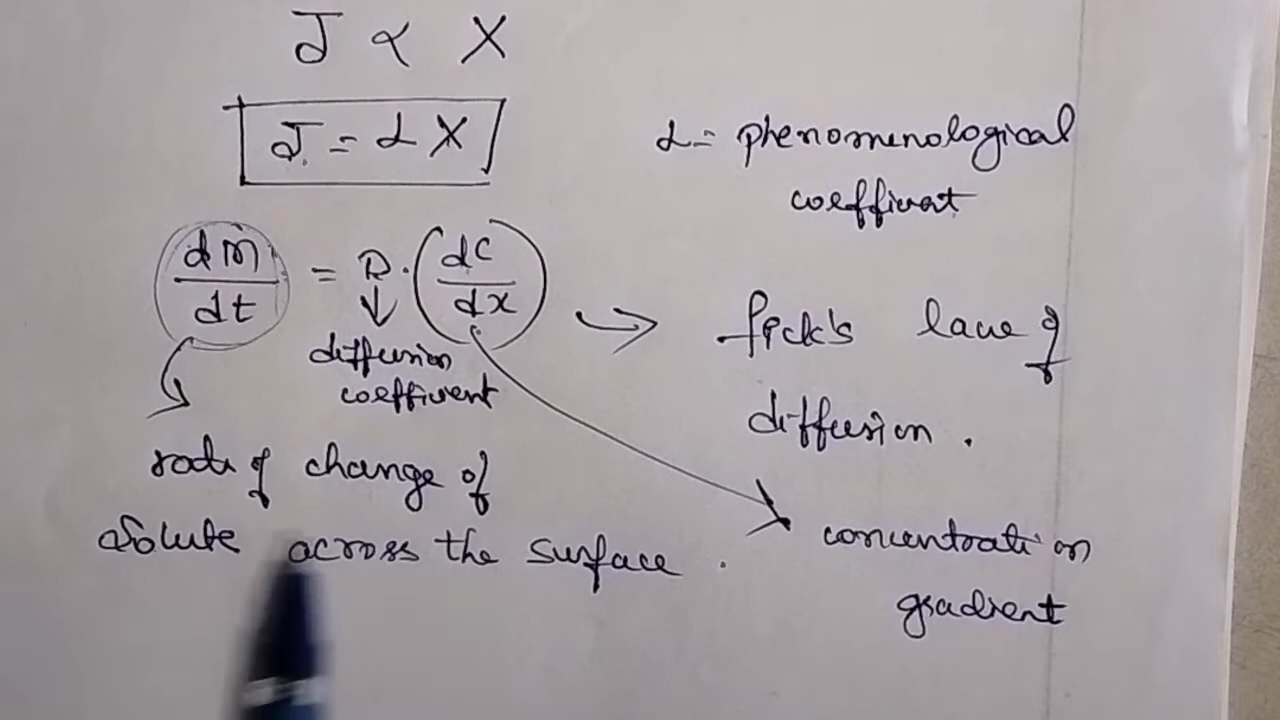 J ∝ X
J = L X
L = phenomenological
coefficient
dm/dt = D · (dc/dx) → Fick's law of
diffusion.
diffusion
coefficient
rate of change of
solute across the surface.
concentration
gradient